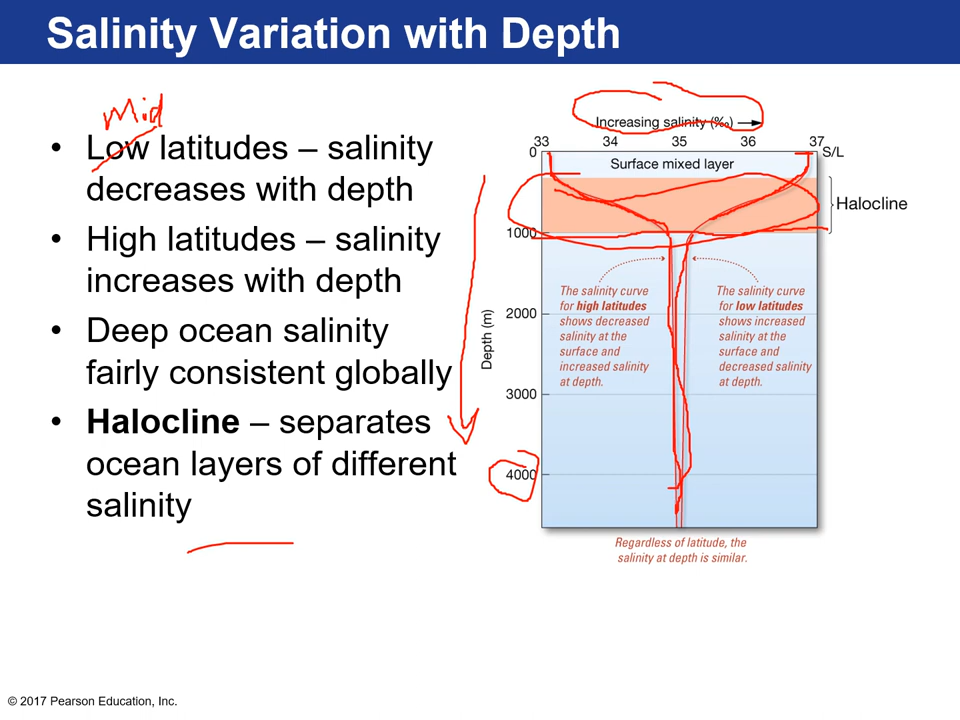 Salinity Variation with Depth
Mid
• Low latitudes – salinity
decreases with depth
• High latitudes – salinity
increases with depth
• Deep ocean salinity
fairly consistent globally
• Halocline – separates
ocean layers of different
salinity
Increasing salinity (‰)
33 34 35 36 37
S/L
0
Surface mixed layer
Halocline
1000
The salinity curve
for high latitudes
shows decreased
salinity at the
surface and
increased salinity
at depth.
The salinity curve
for low latitudes
shows increased
salinity at the
surface and
decreased salinity
at depth.
2000
Depth (m)
3000
4000
Regardless of latitude, the
salinity at depth is similar.
© 2017 Pearson Education, Inc.